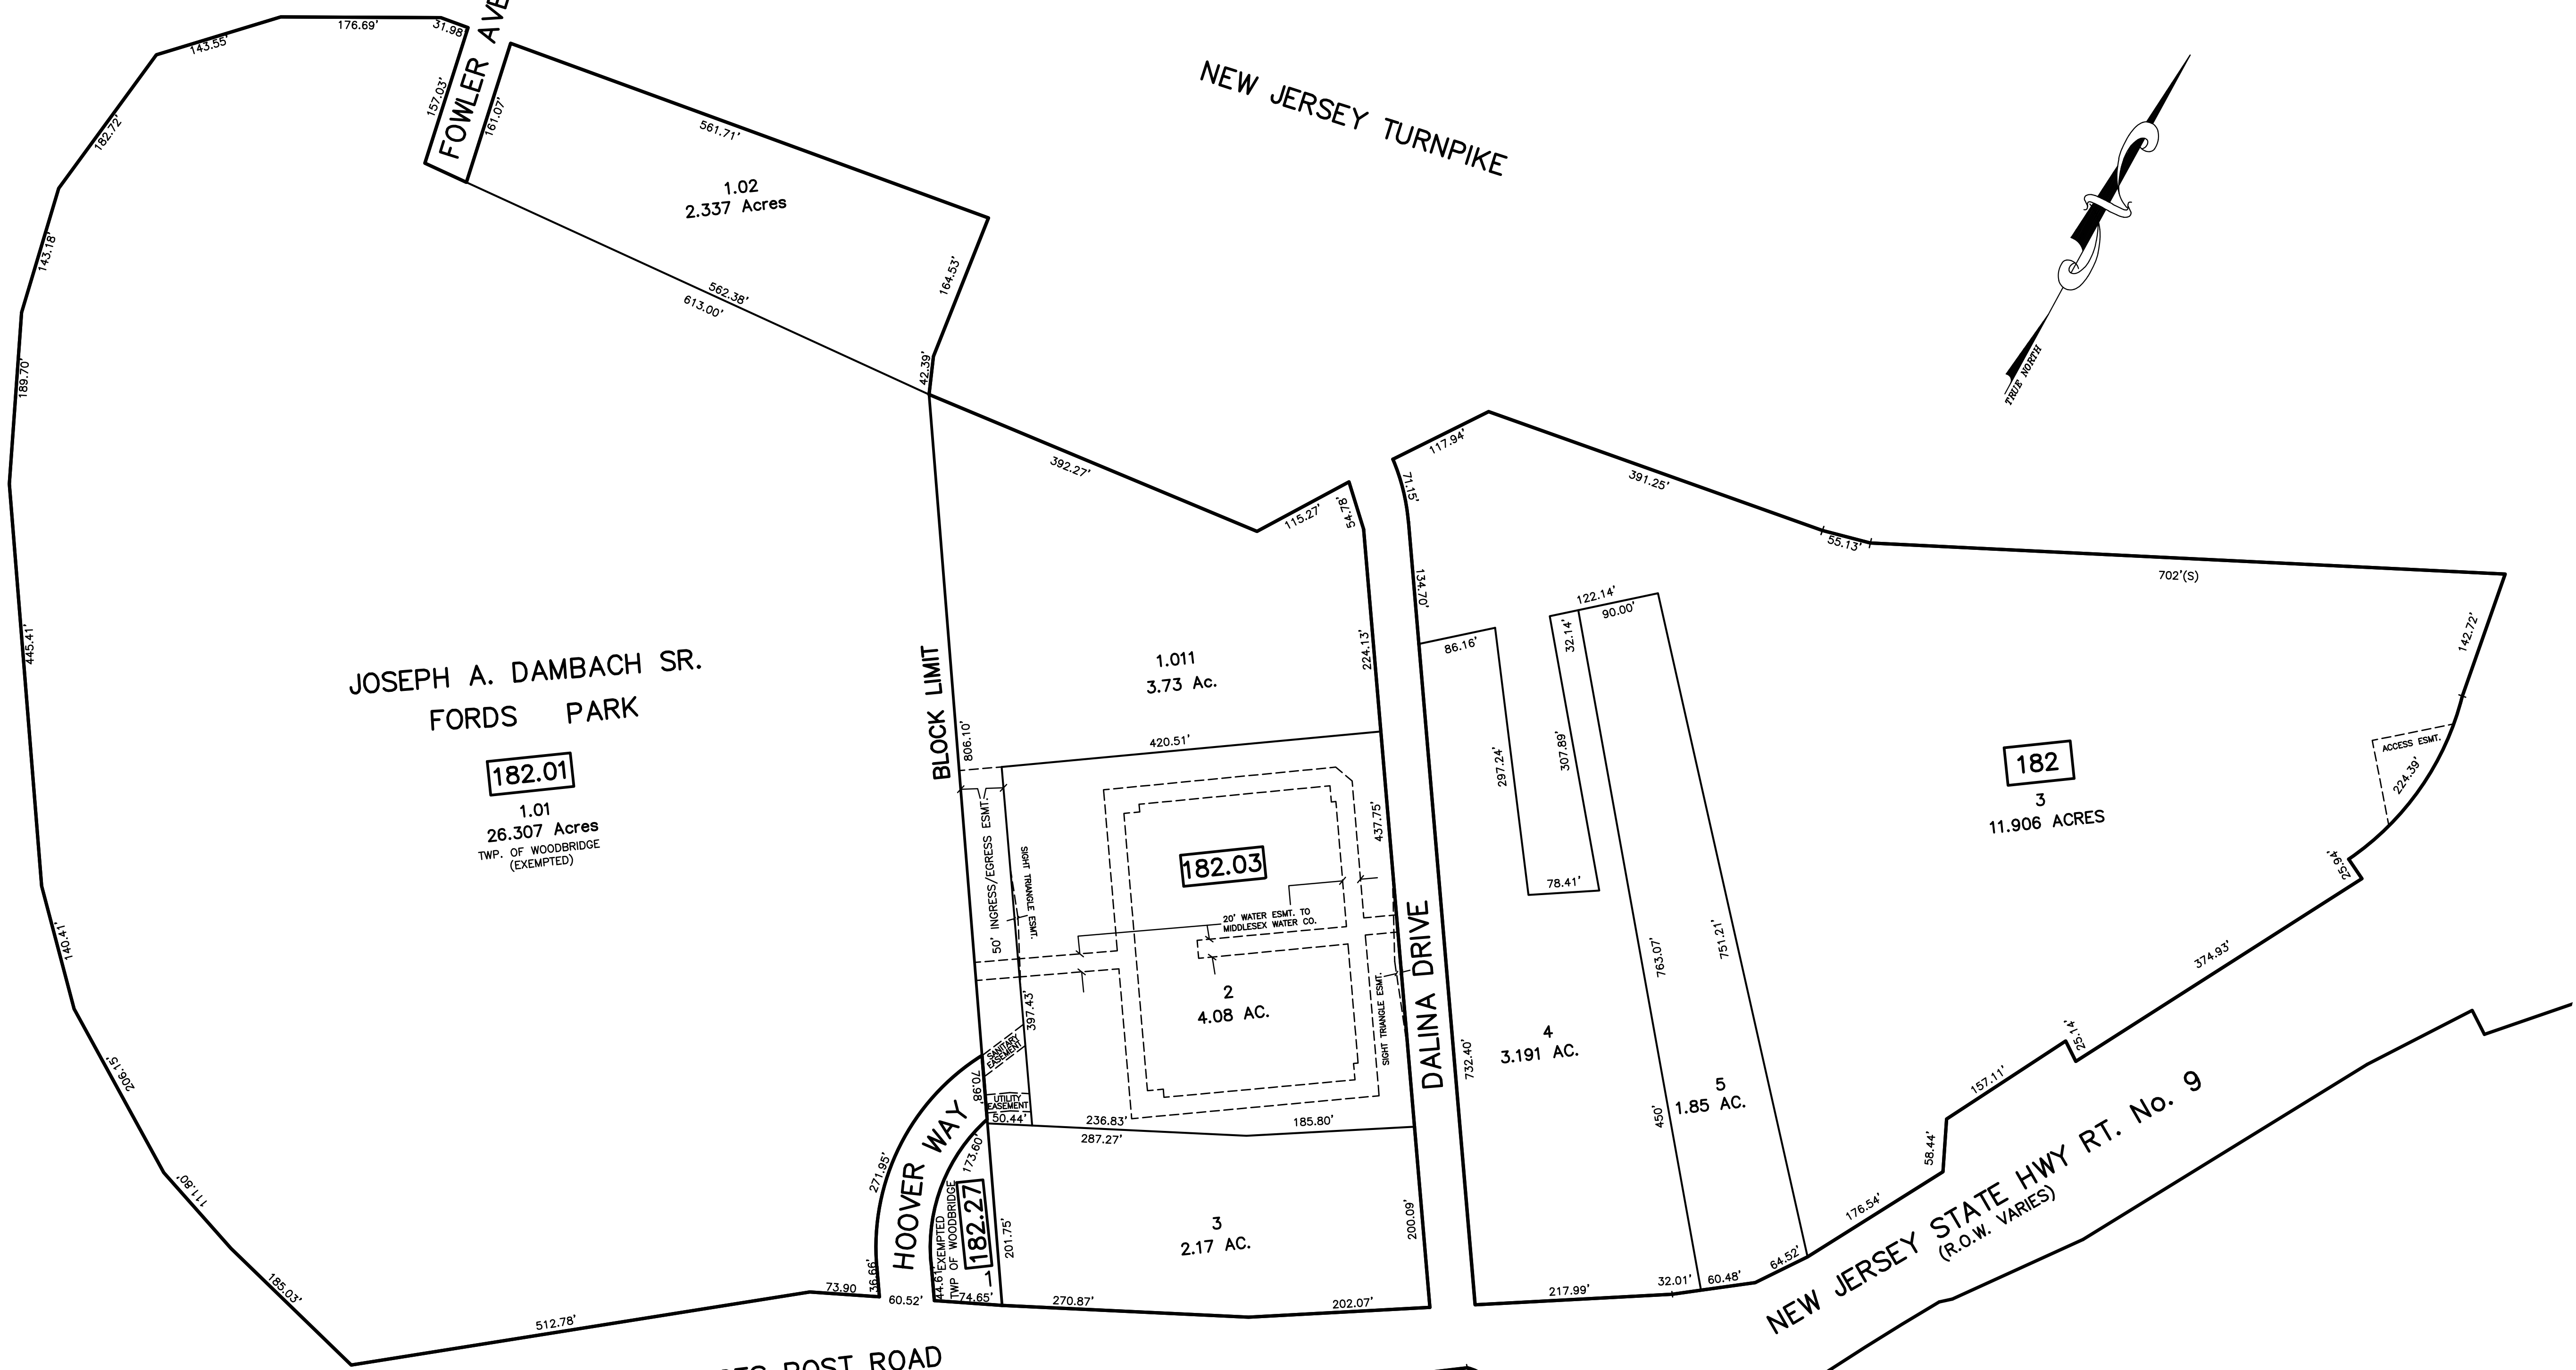 176.69'
31.98'
143.55'
FOWLER AVE
157.03'
161.07'
182.72'
561.71'
NEW JERSEY TURNPIKE
1.02
2.337 Acres
143.18'
164.53'
562.38'
613.00'
42.39'
189.70'
TRUE NORTH
392.27'
115.27'
54.78'
117.94'
71.15'
391.25'
55.13'
702'(S)
134.70'
122.14'
90.00'
86.16'
32.14'
142.72'
445.41'
224.13'
JOSEPH A. DAMBACH SR.
FORDS PARK
182.01
1.01
26.307 Acres
TWP. OF WOODBRIDGE
(EXEMPTED)
BLOCK LIMIT
806.10'
1.011
3.73 Ac.
420.51'
297.24'
307.89'
182
3
11.906 ACRES
ACCESS ESMT.
224.39'
25.94'
50' INGRESS/EGRESS ESMT.
SIGHT TRIANGLE ESMT.
437.75'
182.03
78.41'
20' WATER ESMT. TO
MIDDLESEX WATER CO.
DALINA DRIVE
763.07'
751.21'
374.93'
140.41'
2
4.08 AC.
397.43'
SIGHT TRIANGLE ESMT.
732.40'
4
3.191 AC.
25.14'
206.15'
SANITARY
EASEMENT
70.98'
UTILITY
EASEMENT
50.44'
236.83'
185.80'
287.27'
450'
5
1.85 AC.
157.11'
58.44'
NEW JERSEY STATE HWY RT. No. 9
(R.O.W. VARIES)
111.80'
271.95'
HOOVER WAY
173.60'
EXEMPTED
TWP OF WOODBRIDGE
182.27
201.75'
3
2.17 AC.
200.09'
176.54'
64.52'
185.03'
73.90
36.66'
60.52'
44.61'
74.65'
270.87'
202.07'
217.99'
32.01'
60.48'
512.78'
POST ROAD